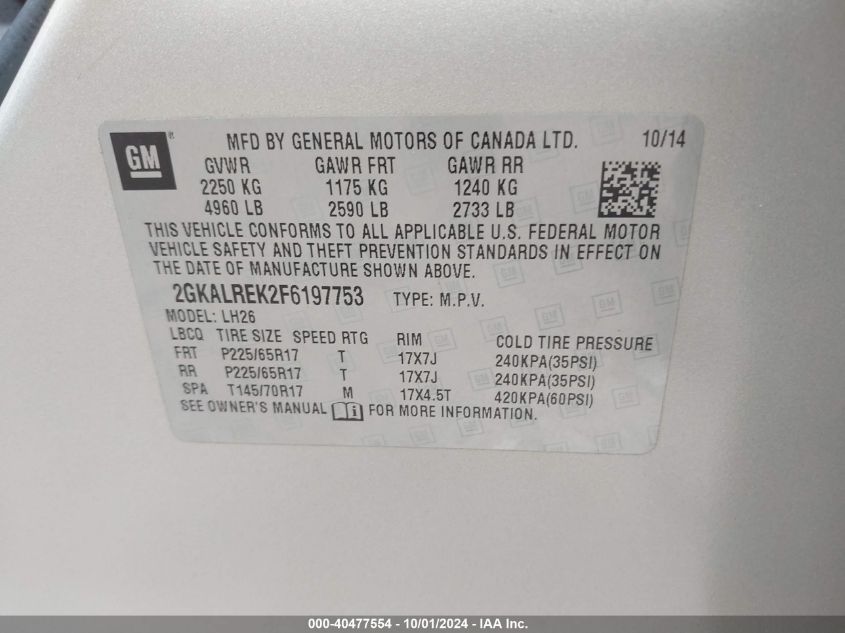 GM ® MFD BY GENERAL MOTORS OF CANADA LTD. 10/14
GVWR GAWR FRT GAWR RR
2250 KG 1175 KG 1240 KG
4960 LB 2590 LB 2733 LB
THIS VEHICLE CONFORMS TO ALL APPLICABLE U.S. FEDERAL MOTOR
VEHICLE SAFETY AND THEFT PREVENTION STANDARDS IN EFFECT ON
THE DATE OF MANUFACTURE SHOWN ABOVE.
2GKALREK2F6197753 TYPE: M.P.V.
MODEL: LH26
LBCQ TIRE SIZE SPEED RTG RIM COLD TIRE PRESSURE
FRT P225/65R17 T 17X7J 240KPA(35PSI)
RR P225/65R17 T 17X7J 240KPA(35PSI)
SPA T145/70R17 M 17X4.5T 420KPA(60PSI)
SEE OWNER'S MANUAL i FOR MORE INFORMATION.
000-40477554 - 10/01/2024 - IAA Inc.